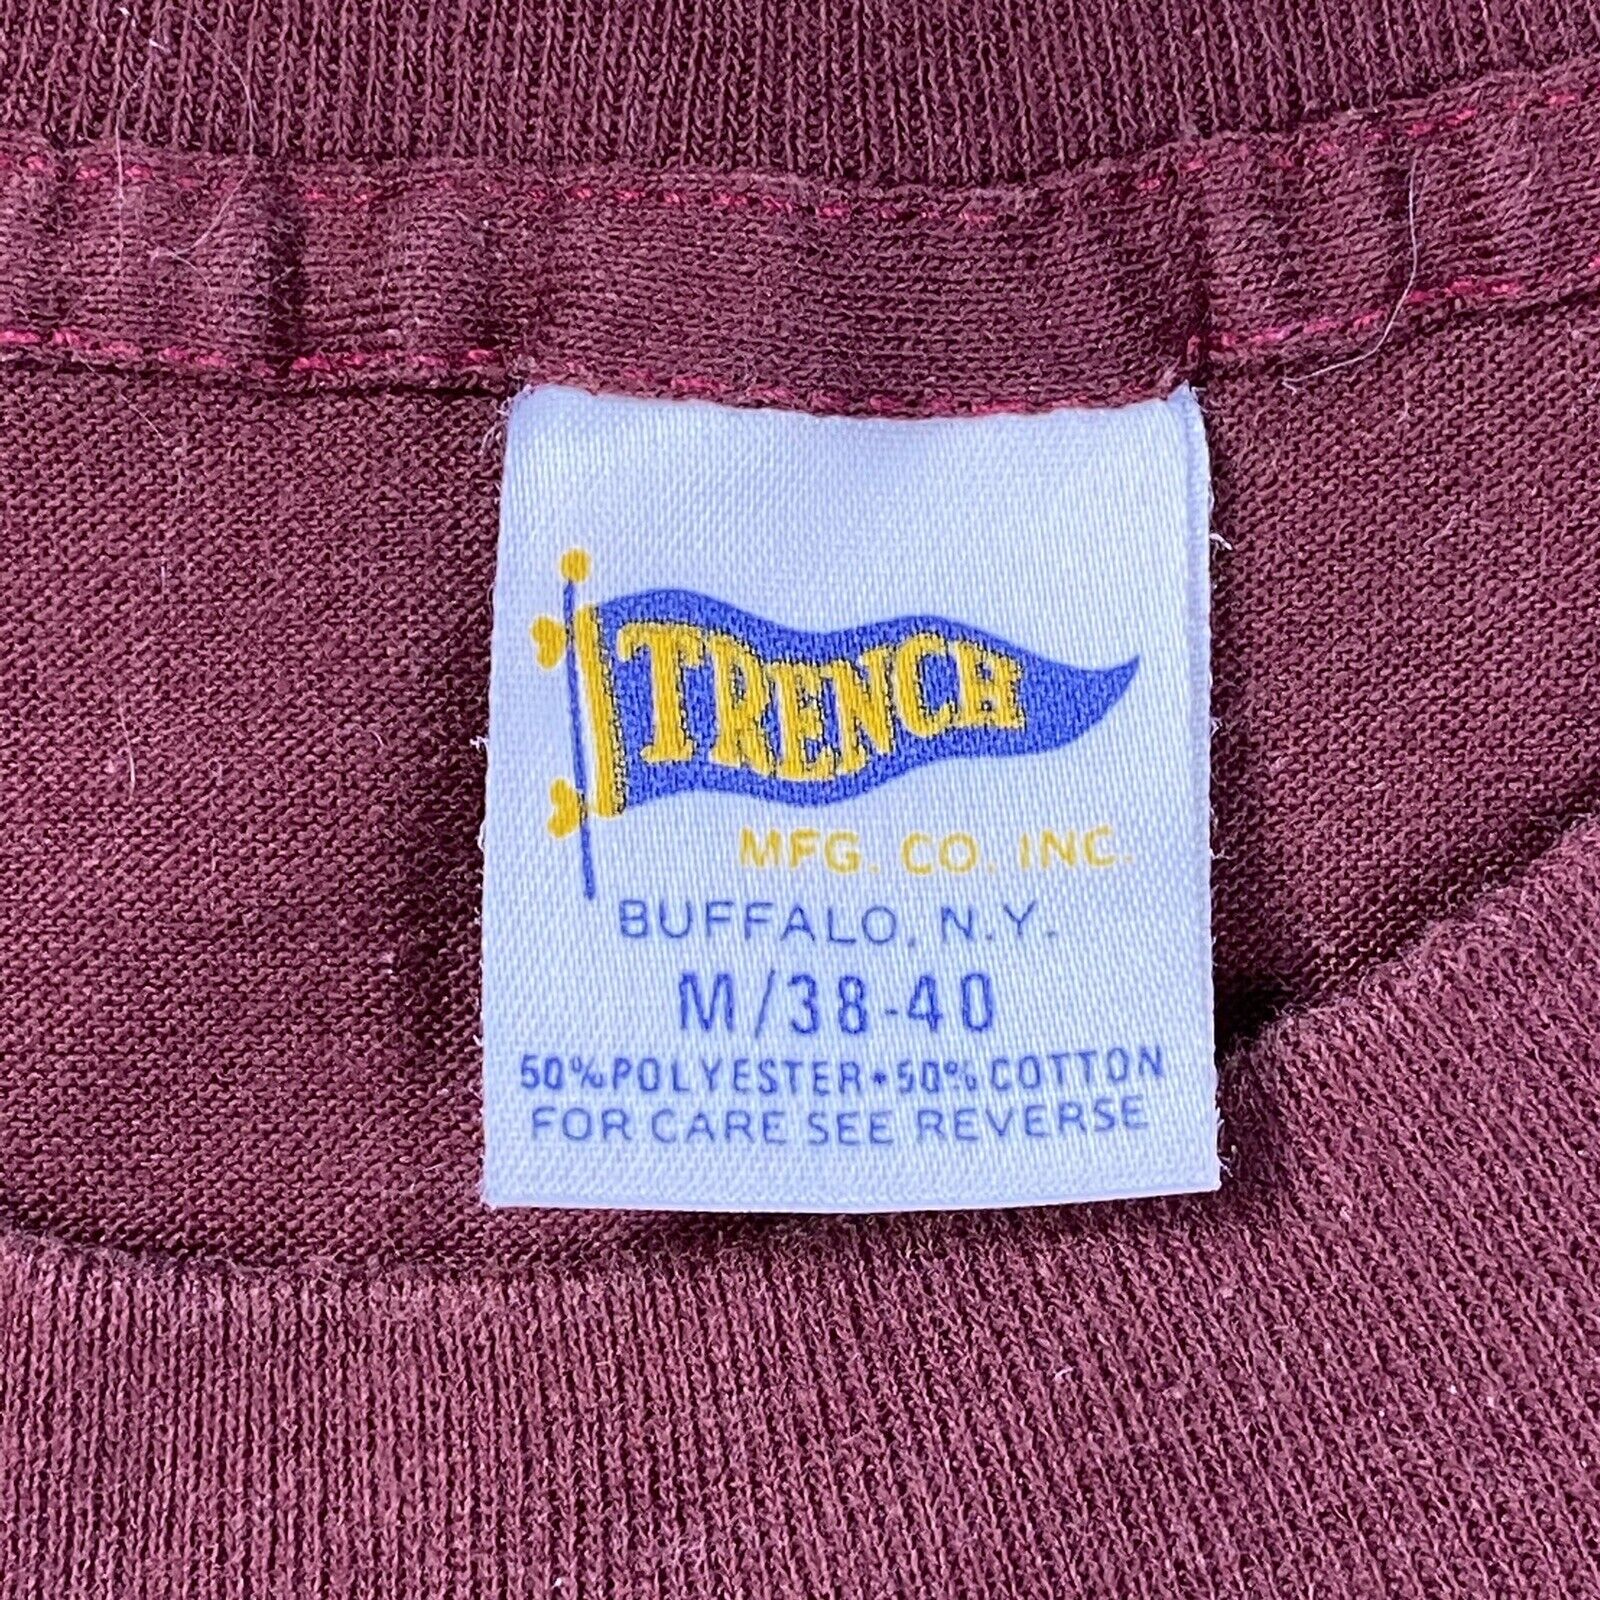 TRENCH
MFG. CO. INC.
BUFFALO, N.Y.
M/38-40
50% POLYESTER • 50% COTTON
FOR CARE SEE REVERSE